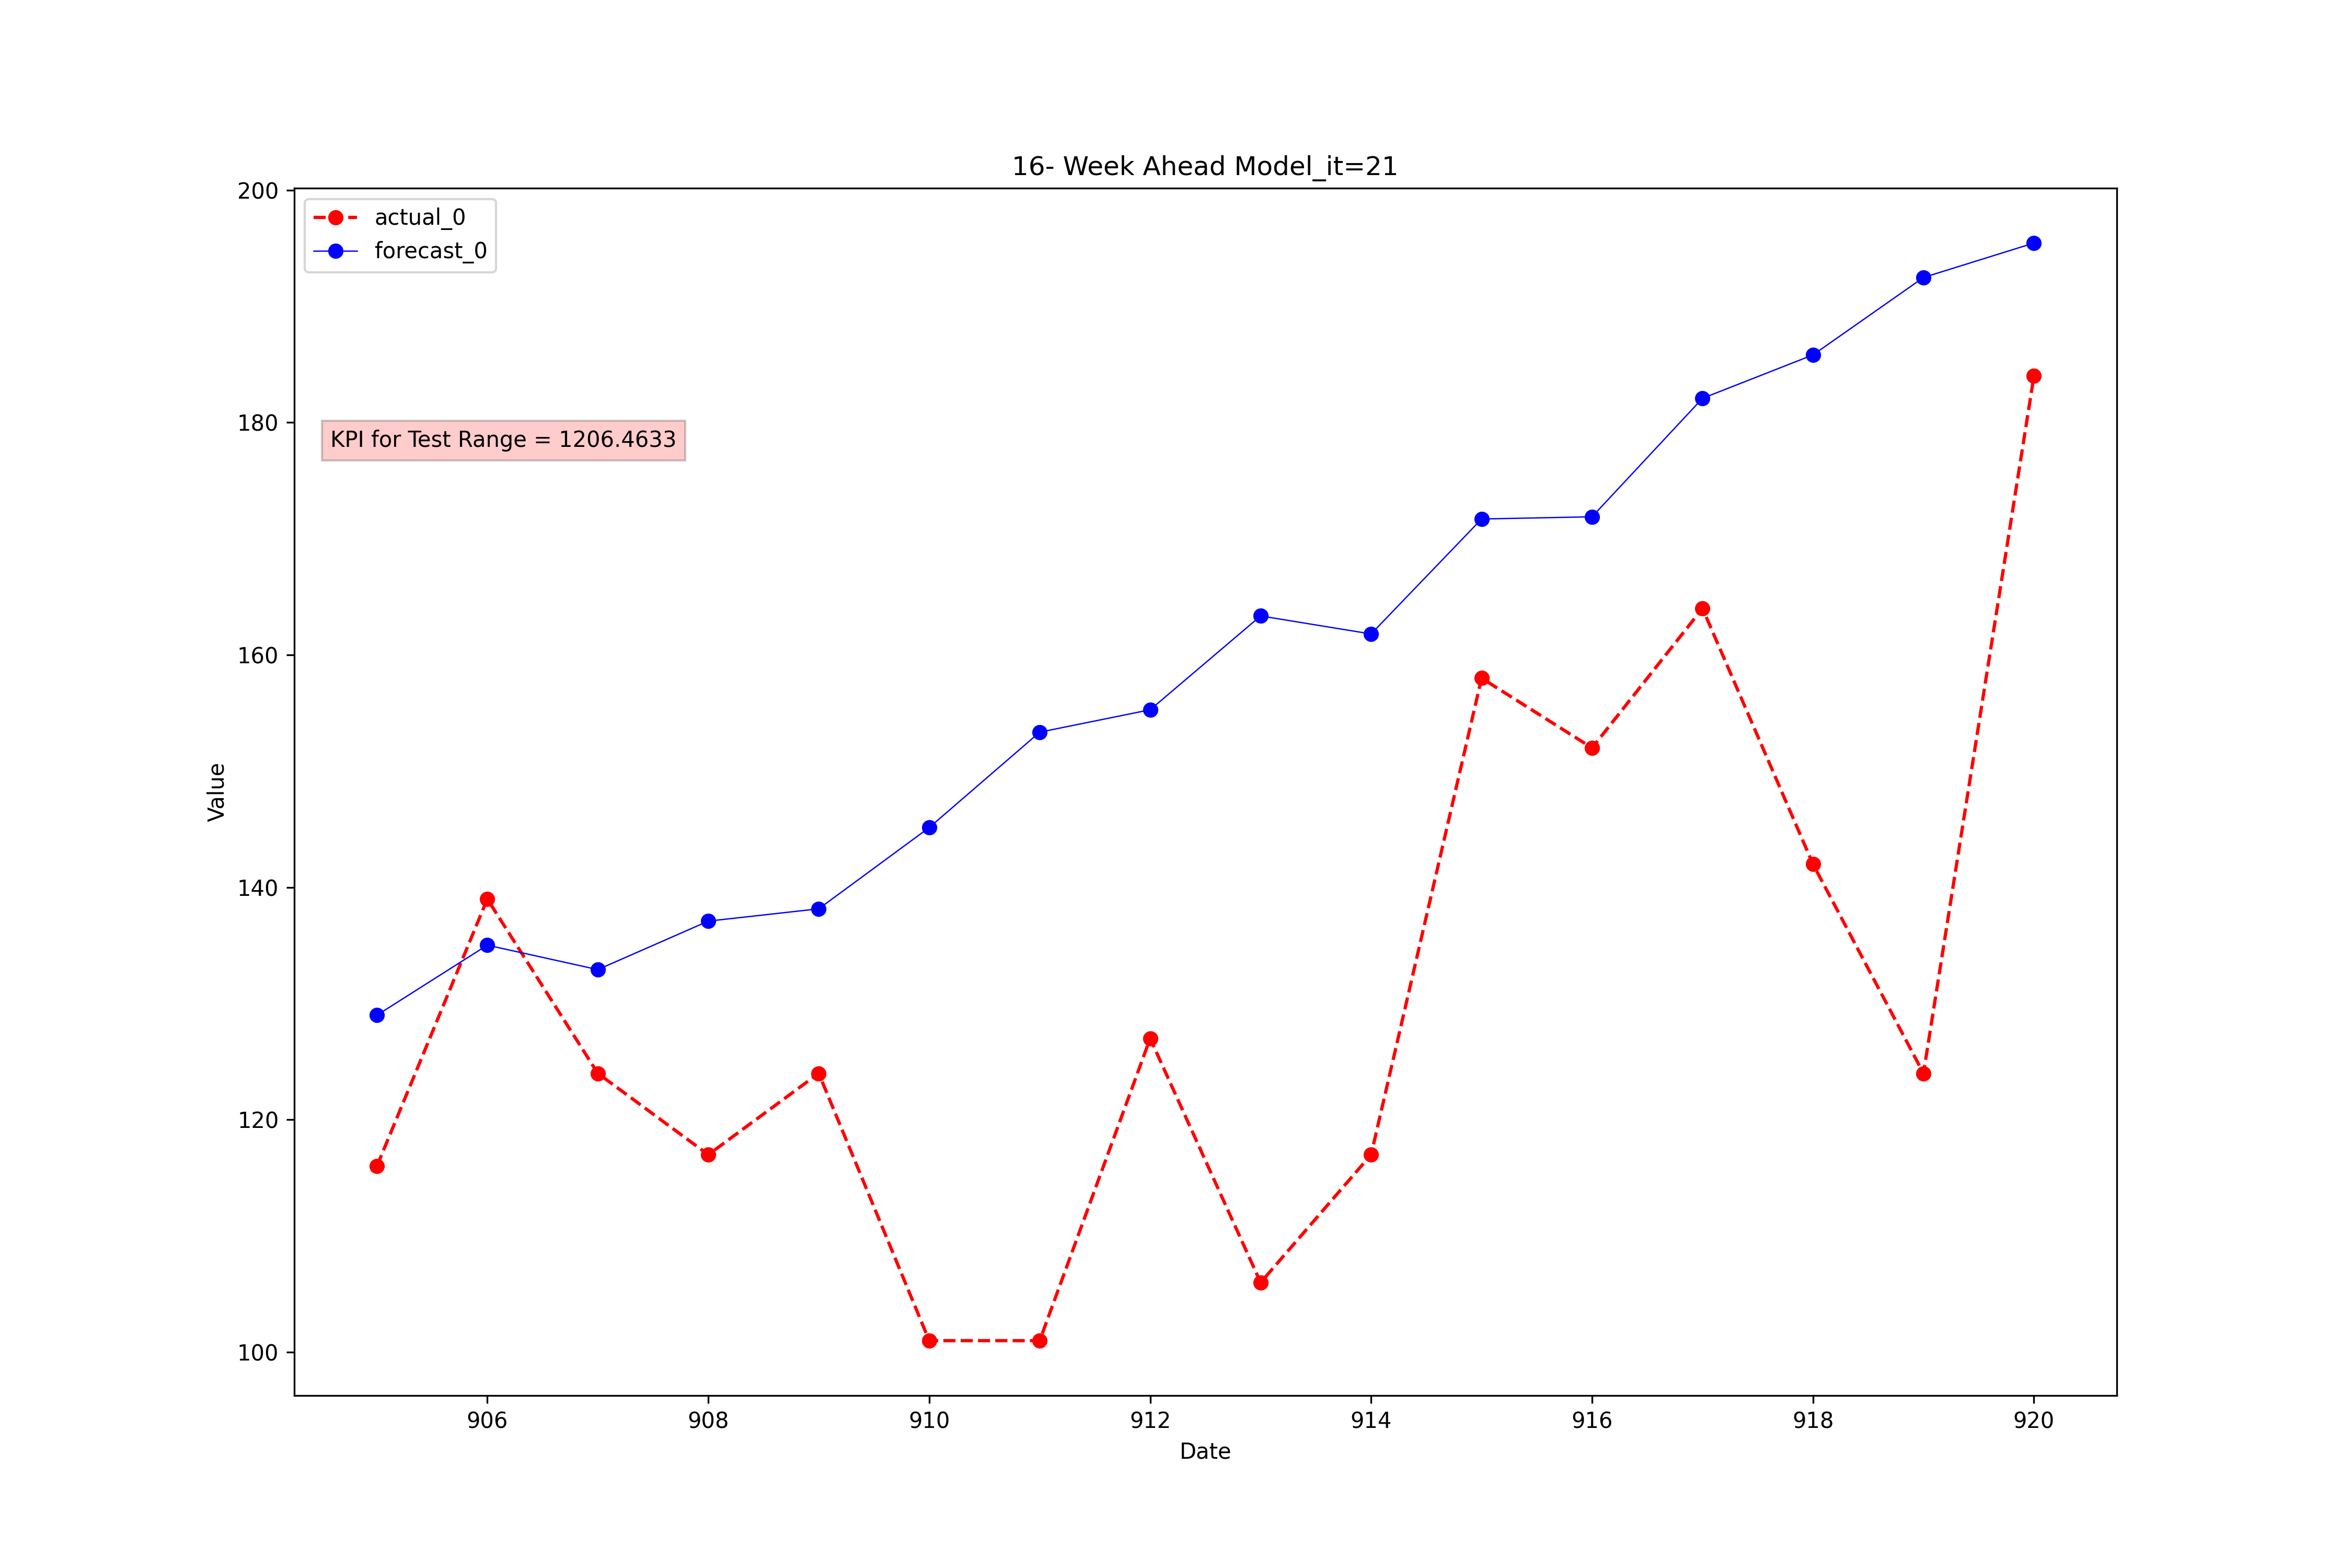 16- Week Ahead Model_it=21
actual_0
forecast_0
KPI for Test Range = 1206.4633
Value
200
180
160
140
120
100
906 908 910 912 914 916 918 920
Date